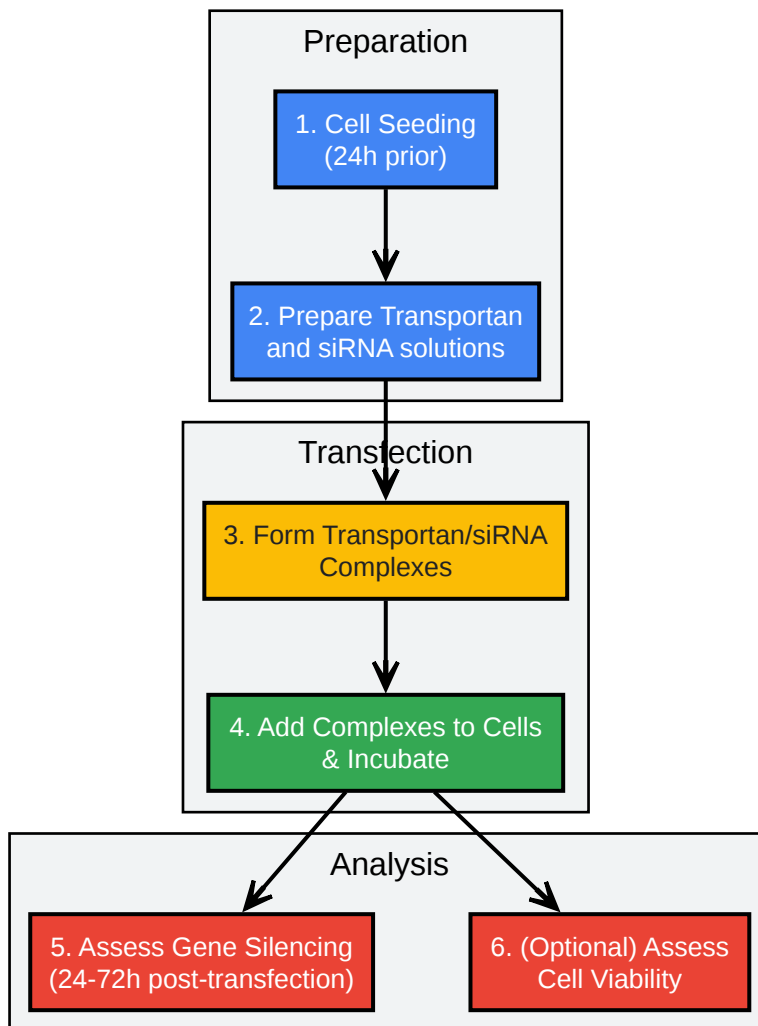 Preparation
1. Cell Seeding
(24h prior)
2. Prepare Transportan
and siRNA solutions
Transfection
3. Form Transportan/siRNA
Complexes
4. Add Complexes to Cells
& Incubate
Analysis
5. Assess Gene Silencing
(24-72h post-transfection)
6. (Optional) Assess
Cell Viability